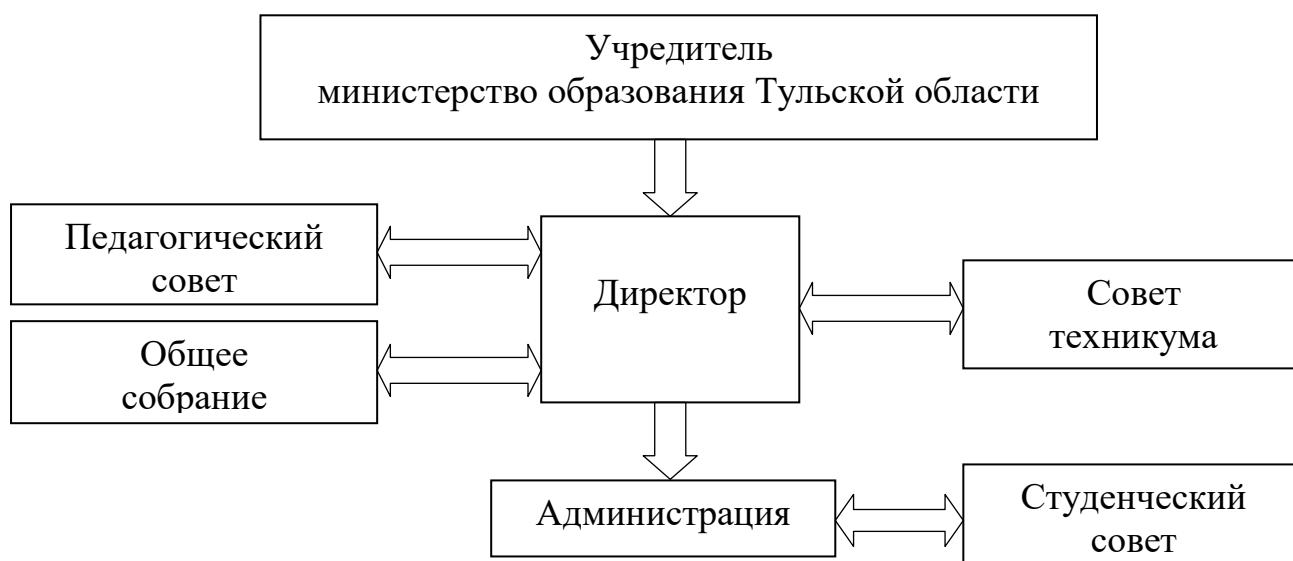 Учредитель
министерство образования Тульской области
Педагогический
совет
Директор
Совет
техникума
Общее
собрание
Администрация
Студенческий
совет